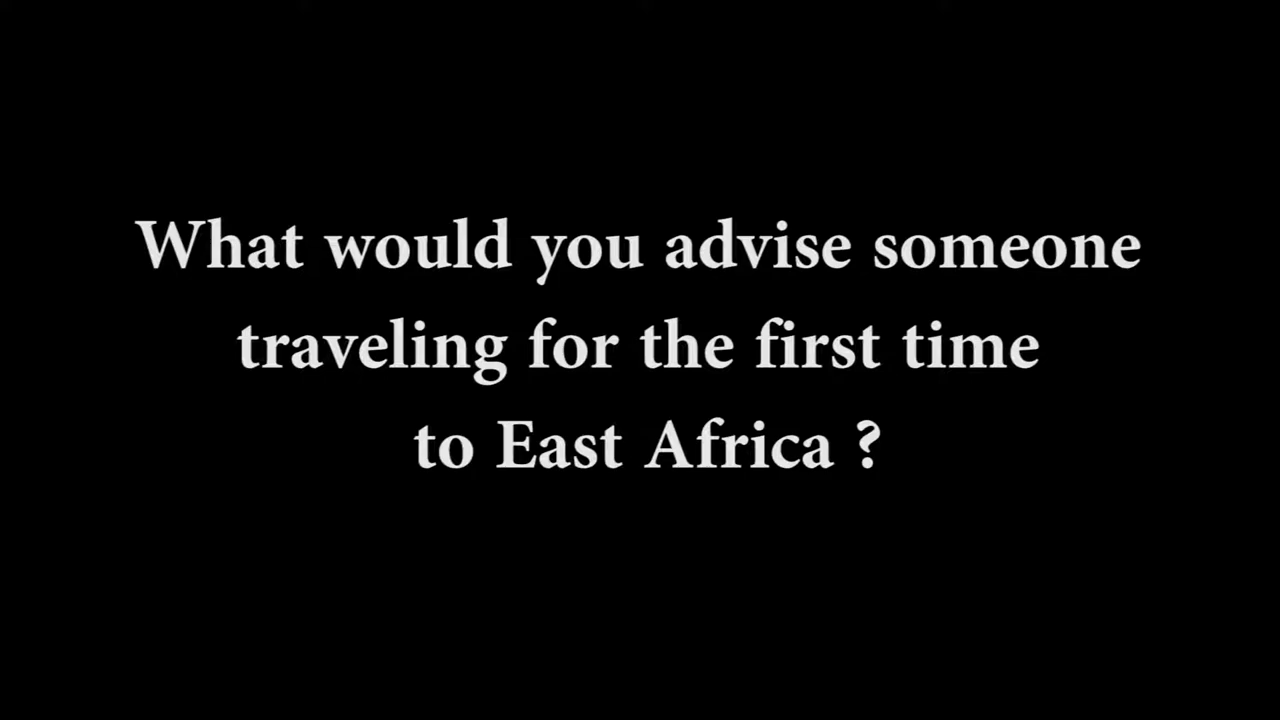 What would you advise someone
traveling for the first time
to East Africa ?